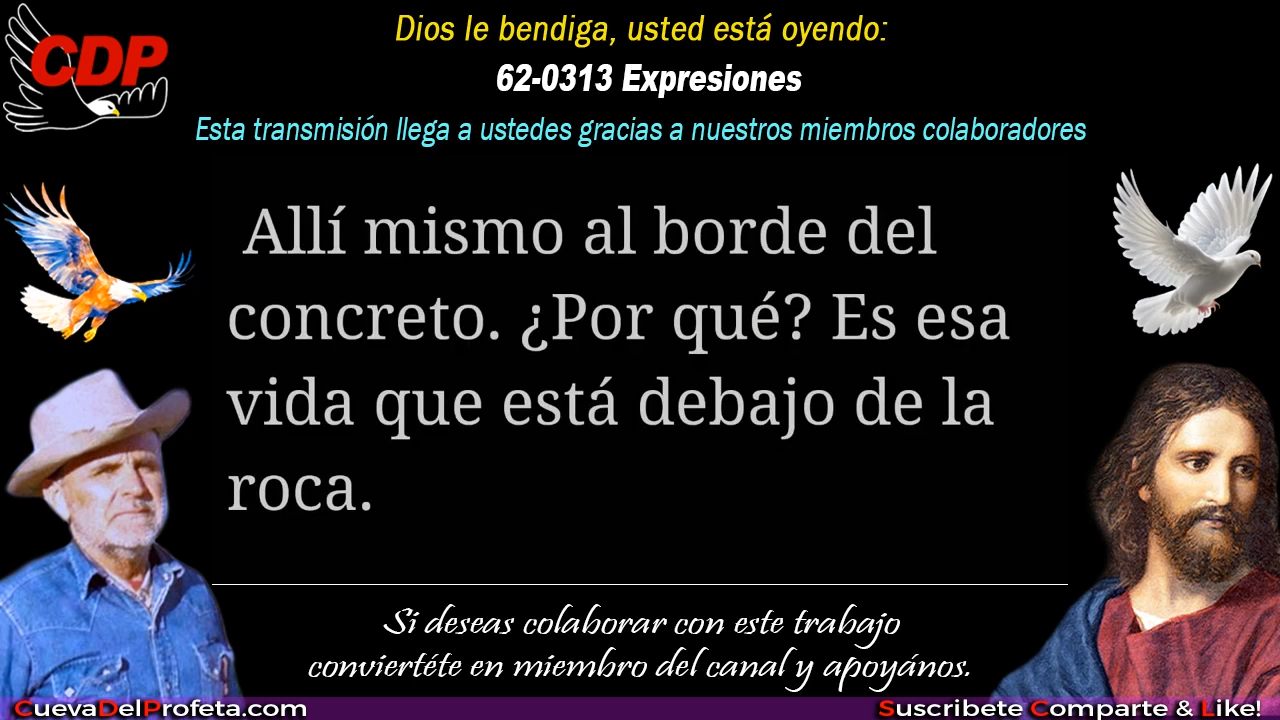 CDP
Dios le bendiga, usted está oyendo:
62-0313 Expresiones
Esta transmisión llega a ustedes gracias a nuestros miembros colaboradores
Allí mismo al borde del
concreto. ¿Por qué? Es esa
vida que está debajo de la
roca.
Si deseas colaborar con este trabajo
conviertéte en miembro del canal y apoyános.
CuevaDelProfeta.com
Suscribete Comparte & Like!